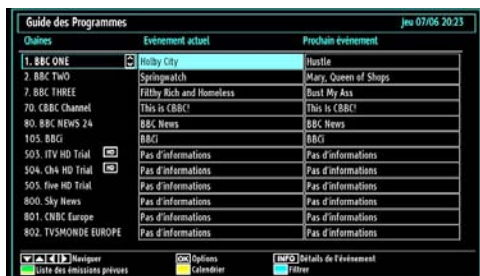 Guide des Programmes jeu 07/06 20:23
Chaines Evénement actuel Prochain événement
1. BBC ONE Holby City Hustle
2. BBC TWO Springwatch Mary, Queen of Shops
7. BBC THREE Filthy Rich and Homeless Bust My Ass
70. CBBC Channel This is CBBC! This Is CBBC!
80. BBC NEWS 24 BBC News BBC News
105. BBCi BBCi BBCi
503. ITV HD Trial HD Pas d'informations Pas d'informations
504. Ch4 HD Trial HD Pas d'informations Pas d'informations
505. five HD Trial Pas d'informations Pas d'informations
800. Sky News Pas d'informations Pas d'informations
801. CNBC Europe Pas d'informations Pas d'informations
802. TV5MONDE EUROPE Pas d'informations Pas d'informations
Naviguer OK Options INFO Détails de l'événement
Liste des émissions prévues Calendrier Filtrer